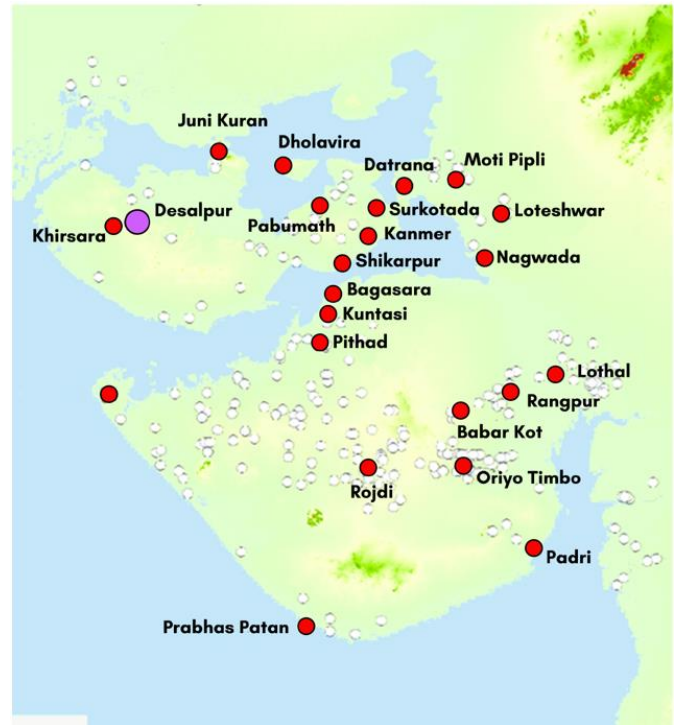 Juni Kuran
Dholavira
Datrana
Moti Pipli
Desalpur
Pabumath
Surkotada
Loteshwar
Khirsara
Kanmer
Shikarpur
Nagwada
Bagasara
Kuntasi
Pithad
Lothal
Rangpur
Babar Kot
Rojdi
Oriyo Timbo
Padri
Prabhas Patan